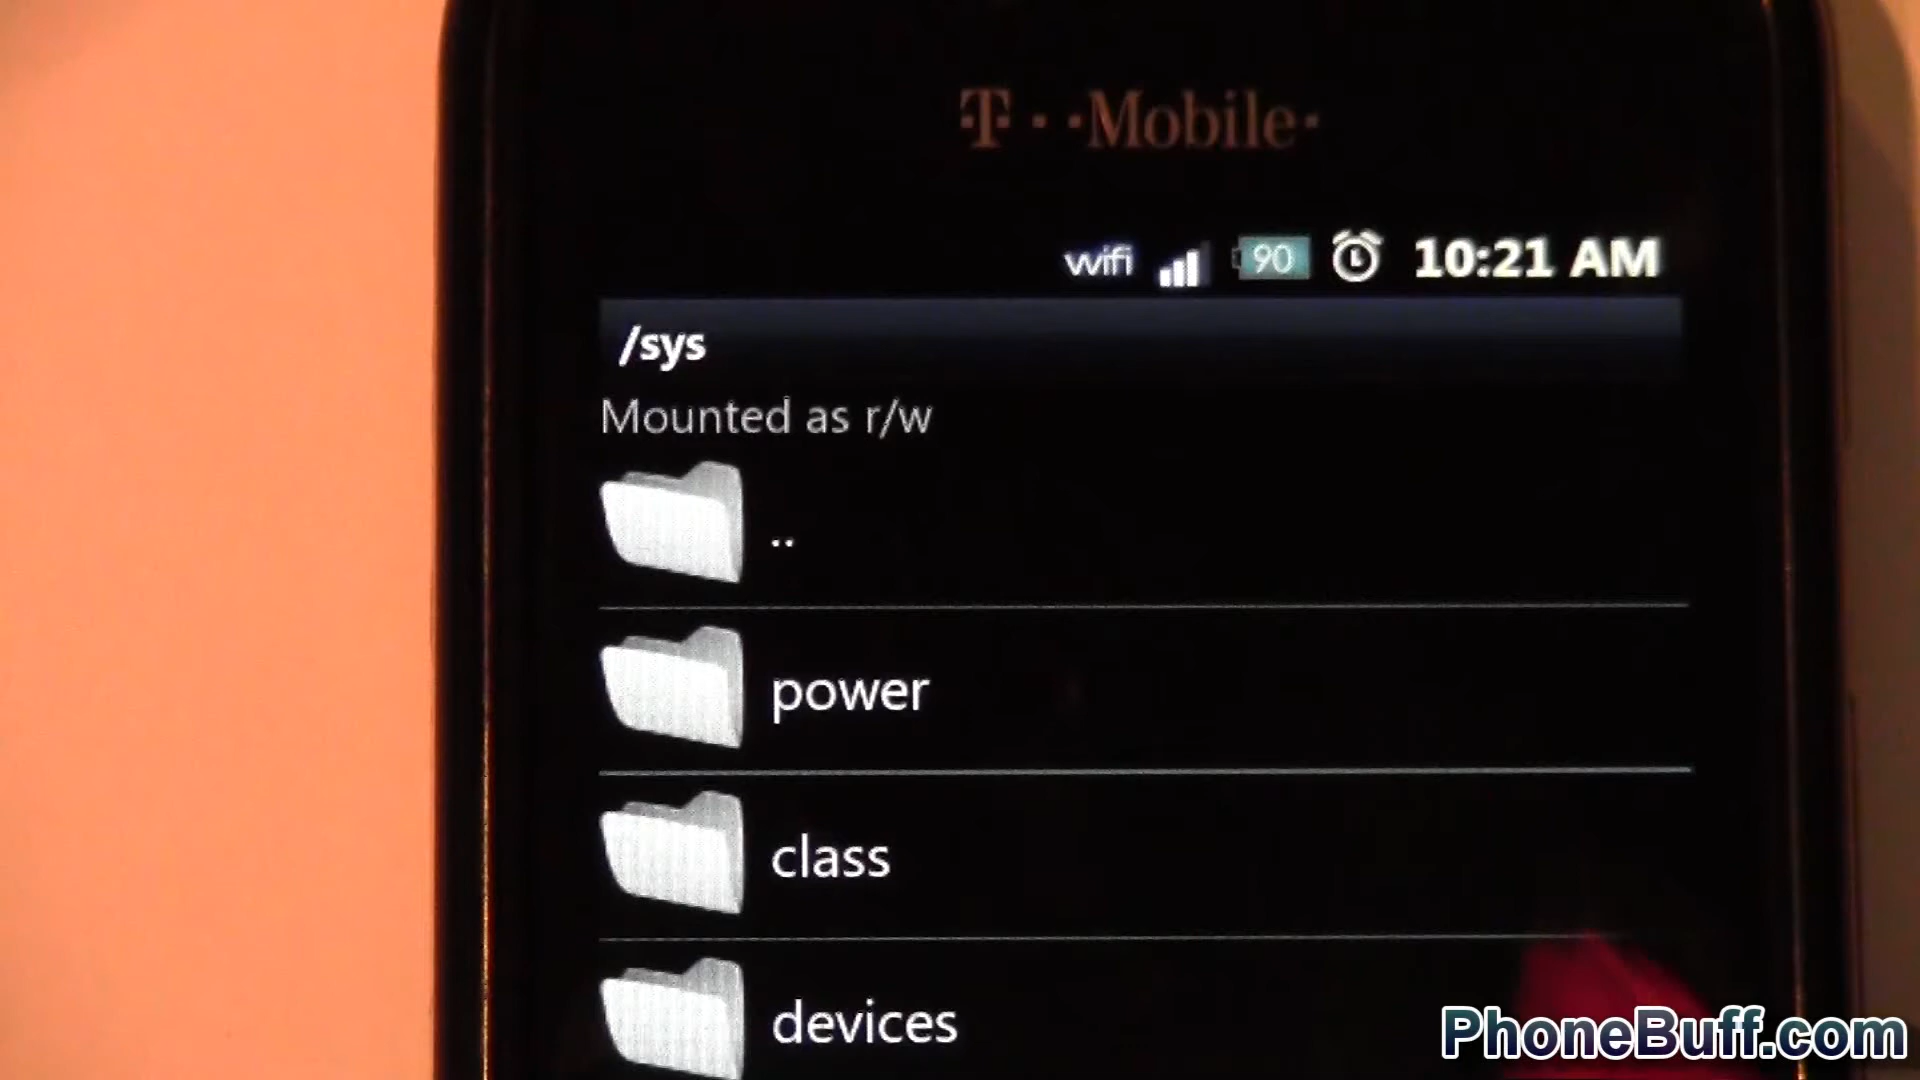 T··Mobile·
wifi 90 10:21 AM
/sys
Mounted as r/w
..
power
class
devices
PhoneBuff.com